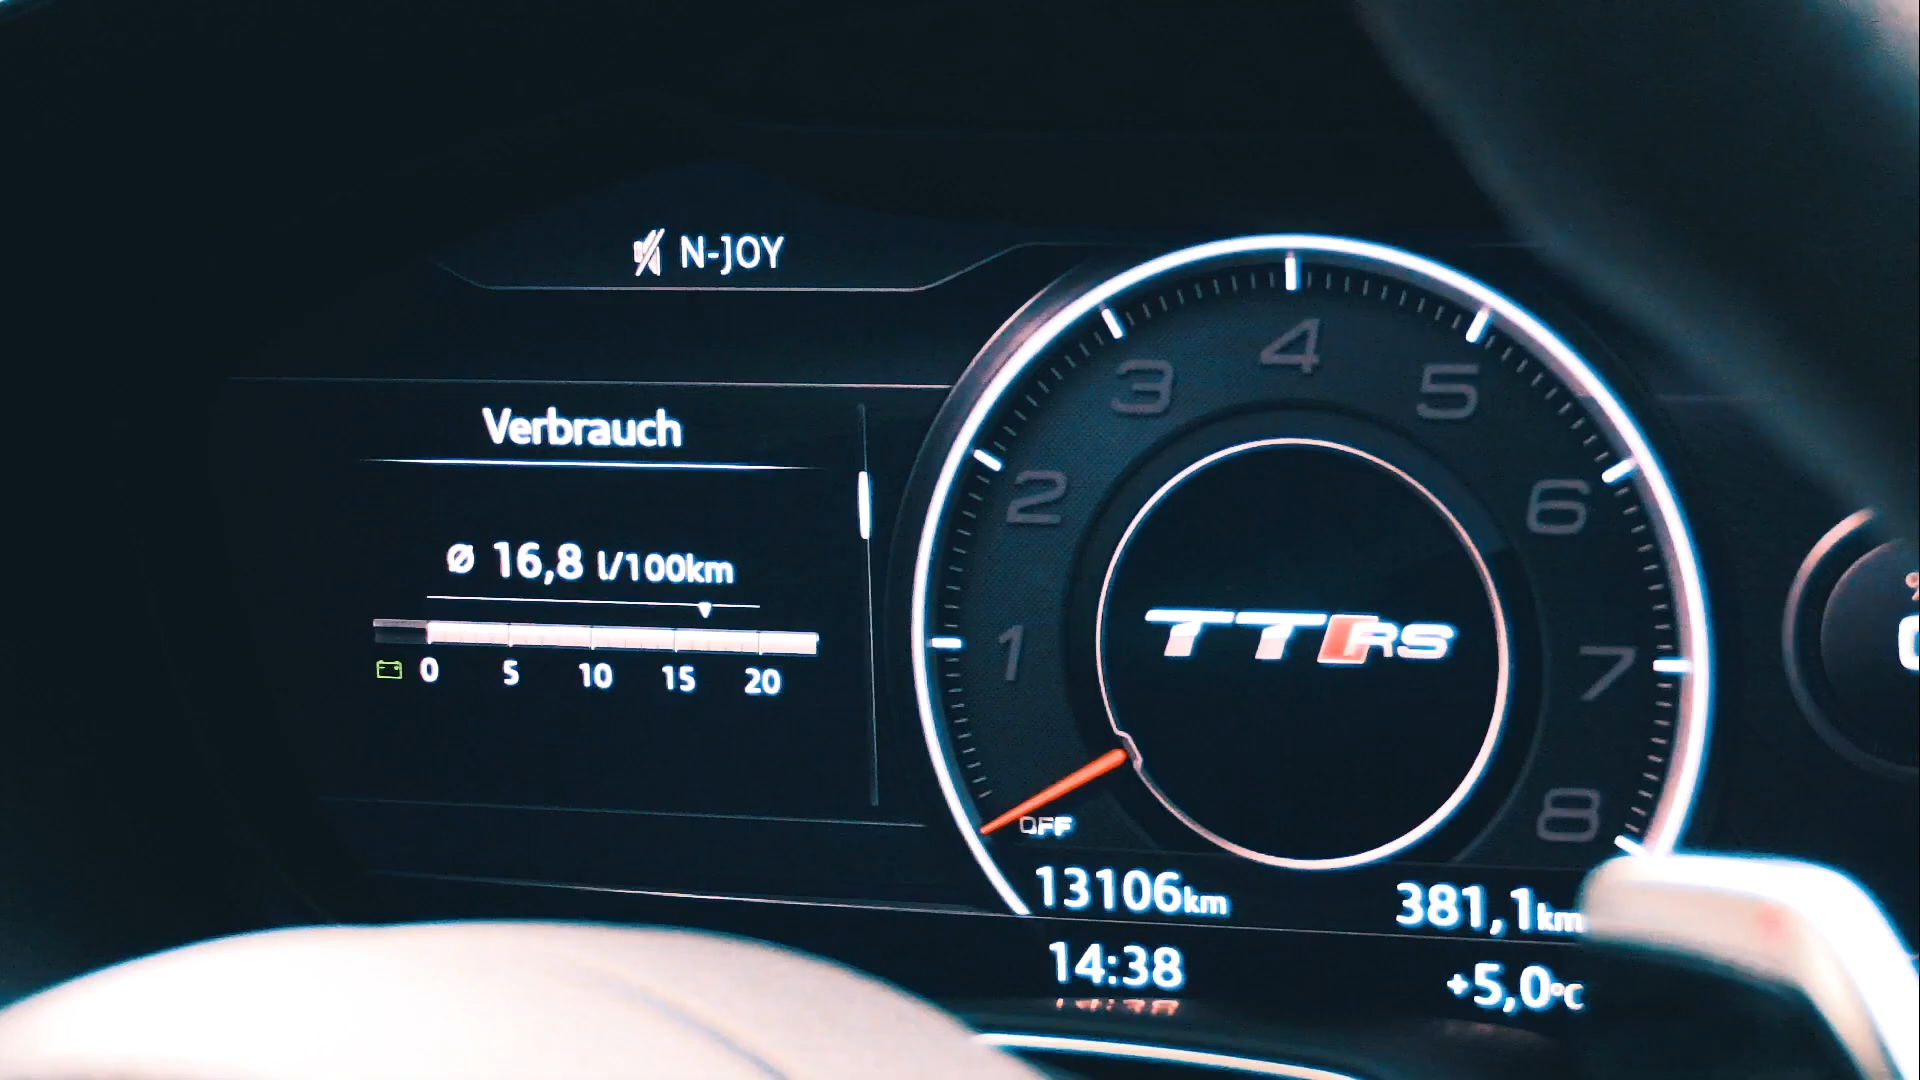 N-JOY
Verbrauch
Ø 16,8 l/100km
0 5 10 15 20
1 2 3 4 5 6 7 8
TTRS
OFF
13106km 381,1km
14:38 +5,0°C